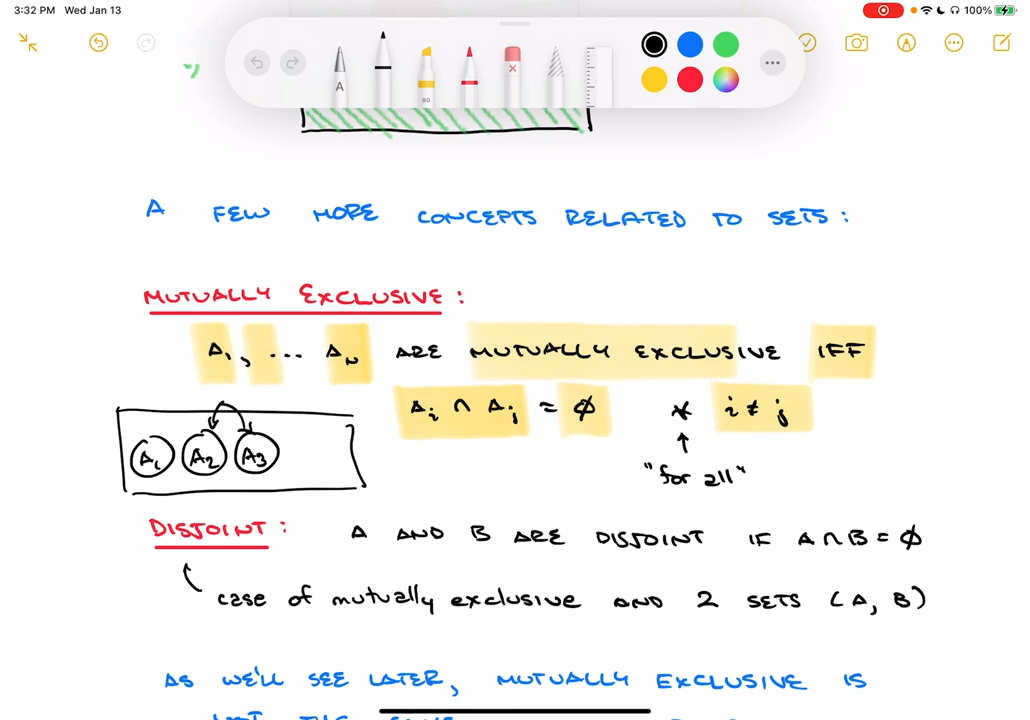 3:32 PM Wed Jan 13
100%
A
80
A FEW MORE CONCEPTS RELATED TO SETS:
MUTUALLY EXCLUSIVE:
A₁, ... Aₙ ARE MUTUALLY EXCLUSIVE IFF
Aᵢ ∩ Aⱼ = ∅ ∀ i ≠ j
"for all"
A₁ A₂ A₃
DISJOINT: A AND B ARE DISJOINT IF A ∩ B = ∅
case of mutually exclusive AND 2 SETS (A, B)
AS WE'LL SEE LATER, MUTUALLY EXCLUSIVE IS